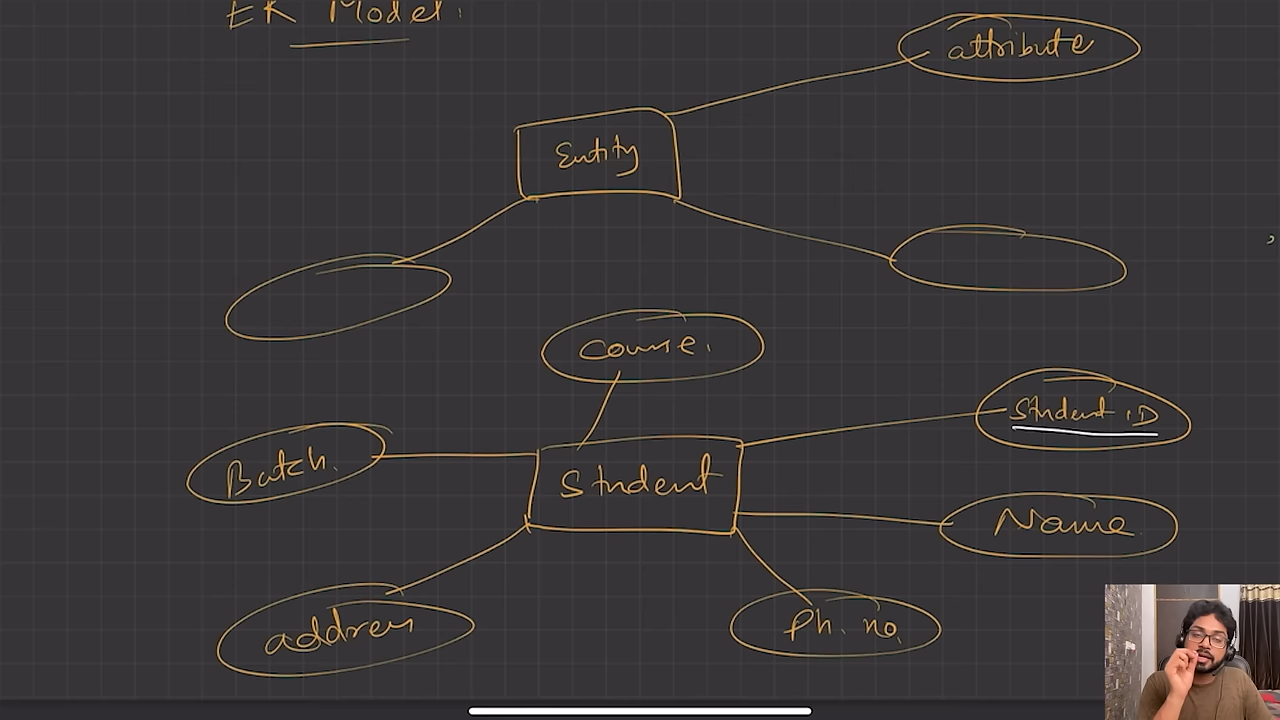 ER Model.
attribute
Entity
Course.
Student ID
Batch.
Student
Name
address
Ph. no.